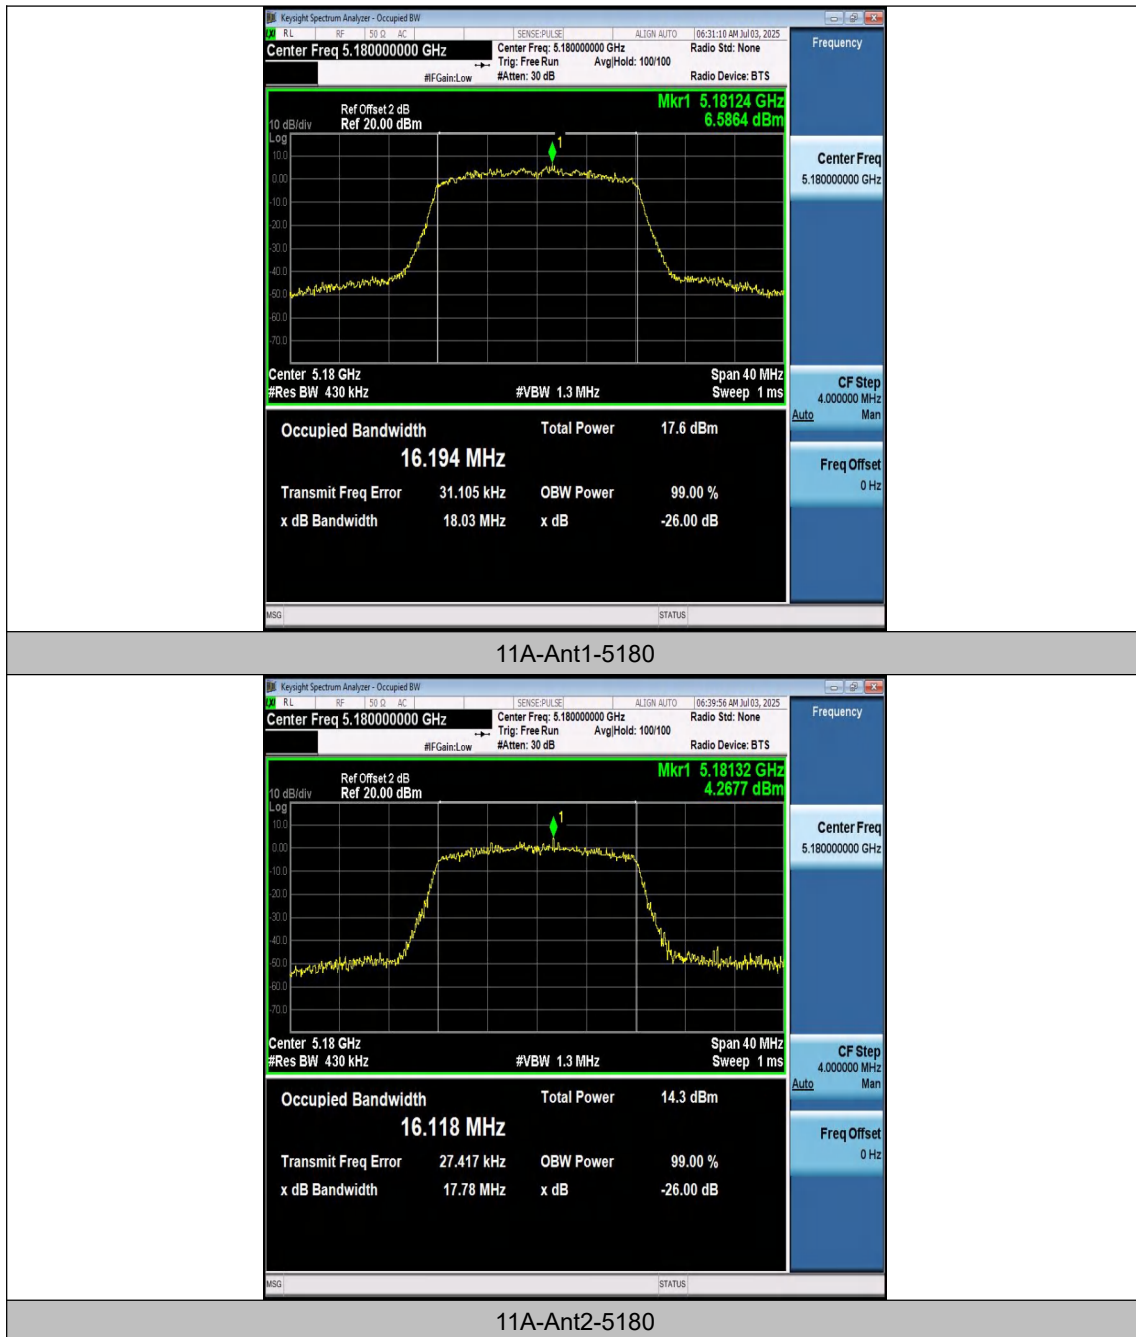 Keysight Spectrum Analyzer - Occupied BW
RL RF 50 Ω AC SENSE:PULSE ALIGN AUTO 06:31:10 AM Jul 03, 2025
Center Freq 5.180000000 GHz Center Freq: 5.180000000 GHz Radio Std: None Frequency
Trig: Free Run Avg|Hold: 100/100
#IFGain:Low #Atten: 30 dB Radio Device: BTS
Mkr1 5.18124 GHz
6.5864 dBm
Ref Offset 2 dB
10 dB/div Ref 20.00 dBm
Log
1
10.0
0.00
-10.0
-20.0
-30.0
-40.0
-50.0
-60.0
-70.0
Center Freq
5.180000000 GHz
Center 5.18 GHz Span 40 MHz
#Res BW 430 kHz #VBW 1.3 MHz Sweep 1 ms
CF Step
4.000000 MHz
Auto Man
Occupied Bandwidth Total Power 17.6 dBm
16.194 MHz
Transmit Freq Error 31.105 kHz OBW Power 99.00 %
x dB Bandwidth 18.03 MHz x dB -26.00 dB
Freq Offset
0 Hz
MSG STATUS
11A-Ant1-5180
Keysight Spectrum Analyzer - Occupied BW
RL RF 50 Ω AC SENSE:PULSE ALIGN AUTO 06:39:56 AM Jul 03, 2025
Center Freq 5.180000000 GHz Center Freq: 5.180000000 GHz Radio Std: None Frequency
Trig: Free Run Avg|Hold: 100/100
#IFGain:Low #Atten: 30 dB Radio Device: BTS
Mkr1 5.18132 GHz
4.2677 dBm
Ref Offset 2 dB
10 dB/div Ref 20.00 dBm
Log
1
10.0
0.00
-10.0
-20.0
-30.0
-40.0
-50.0
-60.0
-70.0
Center Freq
5.180000000 GHz
Center 5.18 GHz Span 40 MHz
#Res BW 430 kHz #VBW 1.3 MHz Sweep 1 ms
CF Step
4.000000 MHz
Auto Man
Occupied Bandwidth Total Power 14.3 dBm
16.118 MHz
Transmit Freq Error 27.417 kHz OBW Power 99.00 %
x dB Bandwidth 17.78 MHz x dB -26.00 dB
Freq Offset
0 Hz
MSG STATUS
11A-Ant2-5180